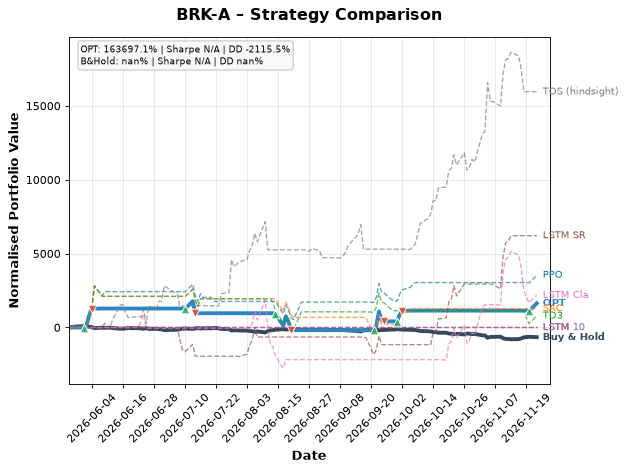 BRK-A – Strategy Comparison
OPT: 163697.1% | Sharpe N/A | DD -2115.5%
B&Hold: nan% | Sharpe N/A | DD nan%
Normalised Portfolio Value
15000
10000
5000
0
TOS (hindsight)
LSTM SR
PPO
LSTM Cla
OPT
SAC
TD3
LSTM 10
Buy & Hold
2026-06-04
2026-06-16
2026-06-28
2026-07-10
2026-07-22
2026-08-03
2026-08-15
2026-08-27
2026-09-08
2026-09-20
2026-10-02
2026-10-14
2026-10-26
2026-11-07
2026-11-19
Date